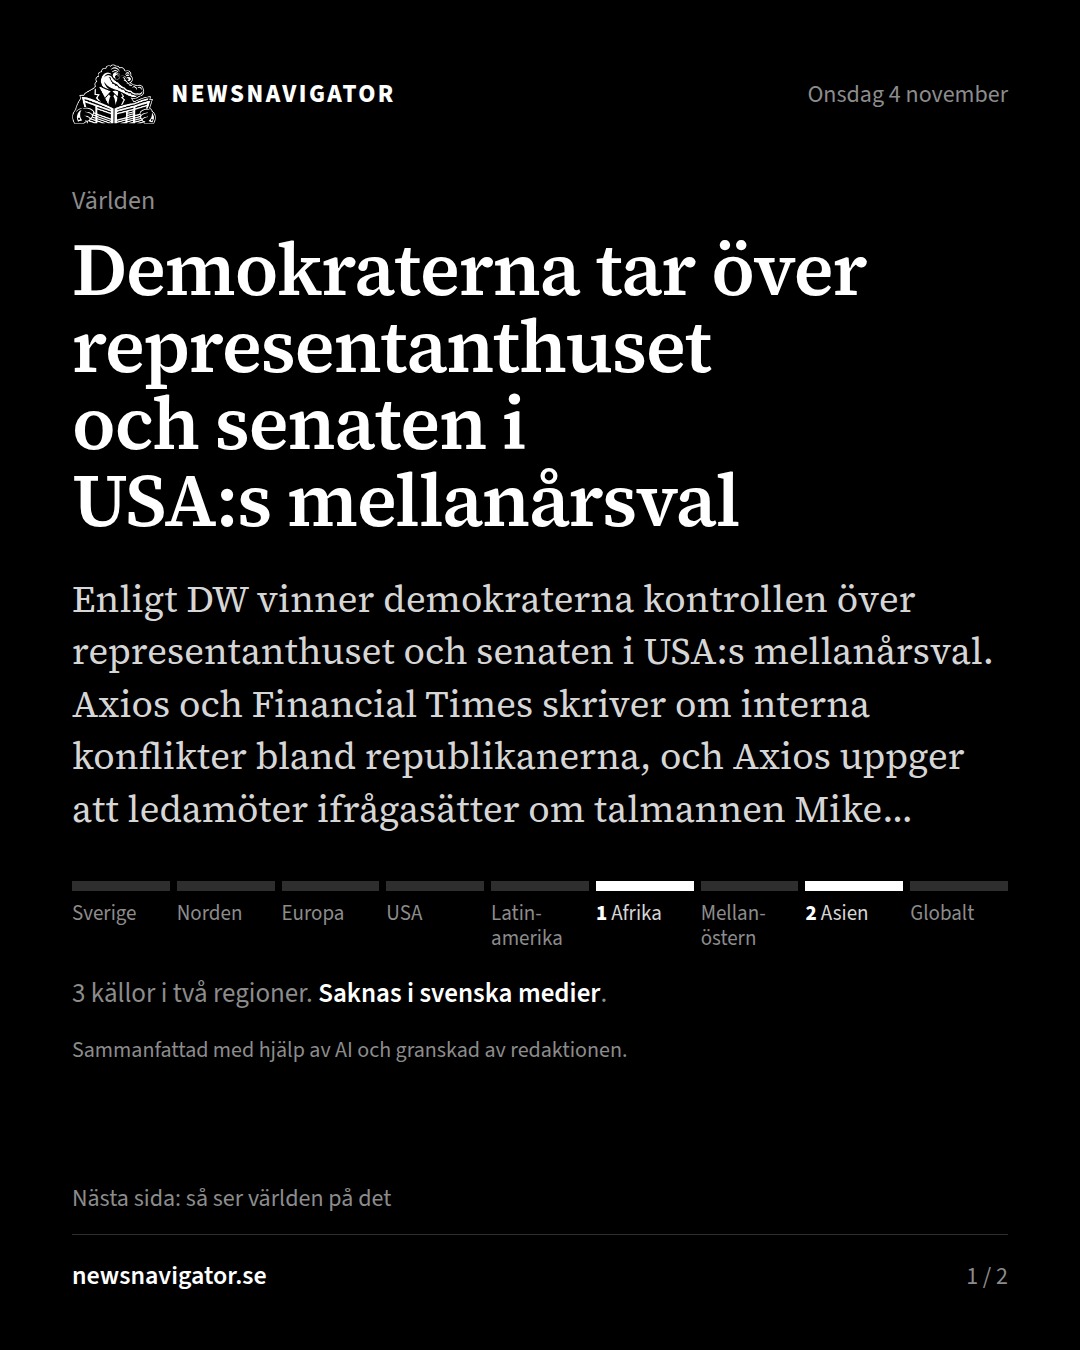 NEWSNAVIGATOR
Onsdag 4 november
Världen
Demokraterna tar över
representanthuset
och senaten i
USA:s mellanårsval
Enligt DW vinner demokraterna kontrollen över
representanthuset och senaten i USA:s mellanårsval.
Axios och Financial Times skriver om interna
konflikter bland republikanerna, och Axios uppger
att ledamöter ifrågasätter om talmannen Mike...
Sverige
Norden
Europa
USA
Latin-
amerika
1 Afrika
Mellan-
östern
2 Asien
Globalt
3 källor i två regioner. Saknas i svenska medier.
Sammanfattad med hjälp av AI och granskad av redaktionen.
Nästa sida: så ser världen på det
newsnavigator.se
1 / 2